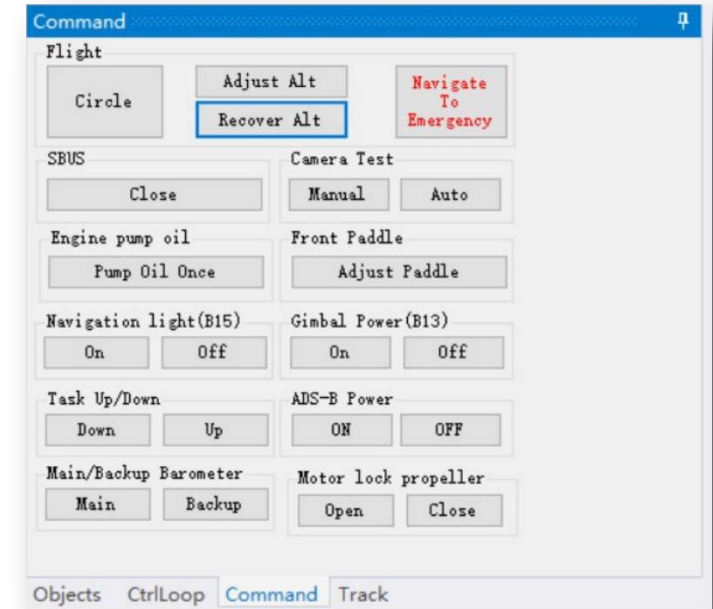 Command
Flight
Circle
Adjust Alt
Recover Alt
Navigate
To
Emergency
SBUS
Close
Camera Test
Manual Auto
Engine pump oil
Pump Oil Once
Front Paddle
Adjust Paddle
Navigation light(B15)
On Off
Gimbal Power(B13)
On Off
Task Up/Down
Down Up
ADS-B Power
ON OFF
Main/Backup Barometer
Main Backup
Motor lock propeller
Open Close
Objects CtrlLoop Command Track